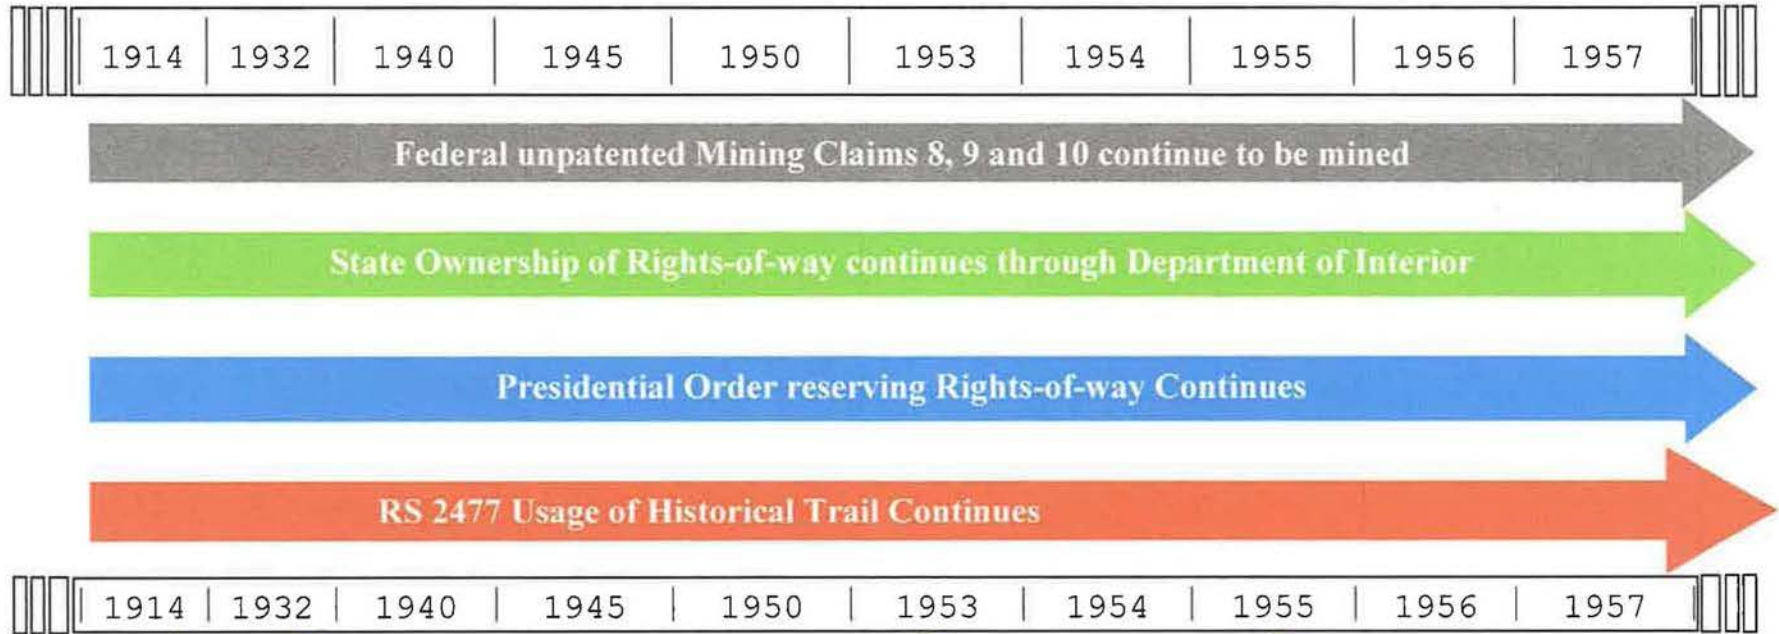 1914 | 1932 | 1940 | 1945 | 1950 | 1953 | 1954 | 1955 | 1956 | 1957
Federal unpatented Mining Claims 8, 9 and 10 continue to be mined
State Ownership of Rights-of-way continues through Department of Interior
Presidential Order reserving Rights-of-way Continues
RS 2477 Usage of Historical Trail Continues
1914 | 1932 | 1940 | 1945 | 1950 | 1953 | 1954 | 1955 | 1956 | 1957